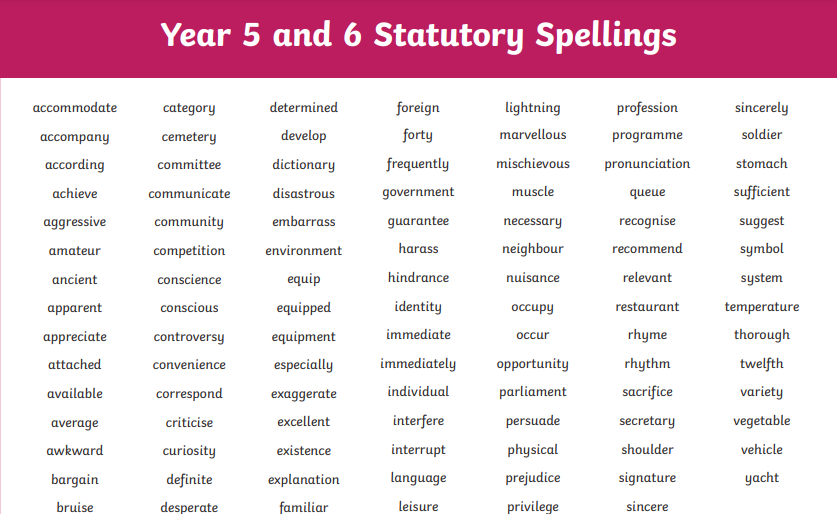 Year 5 and 6 Statutory Spellings
accommodate category determined foreign lightning profession sincerely
accompany cemetery develop forty marvellous programme soldier
according committee dictionary frequently mischievous pronunciation stomach
achieve communicate disastrous government muscle queue sufficient
aggressive community embarrass guarantee necessary recognise suggest
amateur competition environment harass neighbour recommend symbol
ancient conscience equip hindrance nuisance relevant system
apparent conscious equipped identity occupy restaurant temperature
appreciate controversy equipment immediate occur rhyme thorough
attached convenience especially immediately opportunity rhythm twelfth
available correspond exaggerate individual parliament sacrifice variety
average criticise excellent interfere persuade secretary vegetable
awkward curiosity existence interrupt physical shoulder vehicle
bargain definite explanation language prejudice signature yacht
bruise desperate familiar leisure privilege sincere